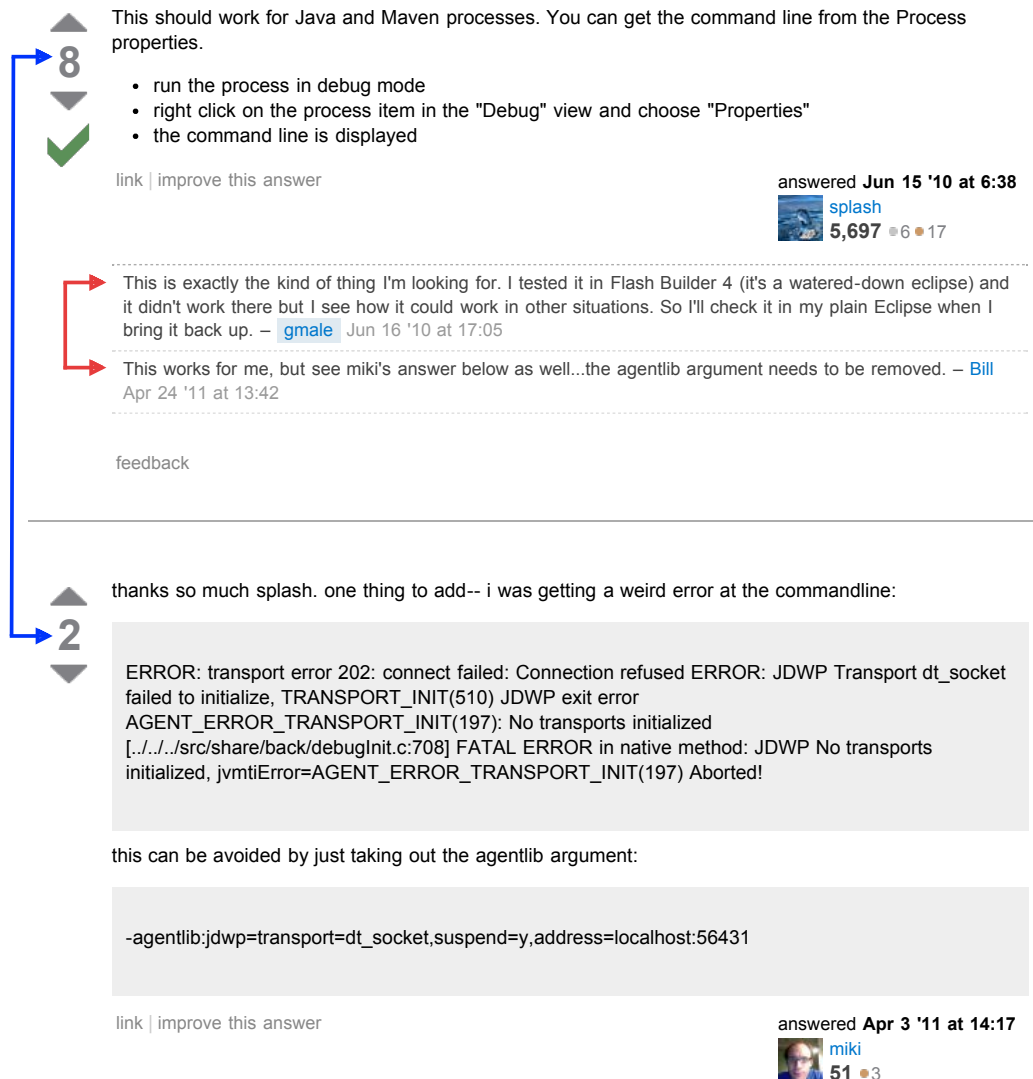 This should work for Java and Maven processes. You can get the command line from the Process
properties.
8
• run the process in debug mode
• right click on the process item in the "Debug" view and choose "Properties"
• the command line is displayed
link | improve this answer
answered Jun 15 '10 at 6:38
splash
5,697 ●6 ●17
This is exactly the kind of thing I'm looking for. I tested it in Flash Builder 4 (it's a watered-down eclipse) and
it didn't work there but I see how it could work in other situations. So I'll check it in my plain Eclipse when I
bring it back up. – gmale Jun 16 '10 at 17:05
This works for me, but see miki's answer below as well...the agentlib argument needs to be removed. – Bill
Apr 24 '11 at 13:42
feedback
thanks so much splash. one thing to add-- i was getting a weird error at the commandline:
2
ERROR: transport error 202: connect failed: Connection refused ERROR: JDWP Transport dt_socket
failed to initialize, TRANSPORT_INIT(510) JDWP exit error
AGENT_ERROR_TRANSPORT_INIT(197): No transports initialized
[../../../src/share/back/debugInit.c:708] FATAL ERROR in native method: JDWP No transports
initialized, jvmtiError=AGENT_ERROR_TRANSPORT_INIT(197) Aborted!
this can be avoided by just taking out the agentlib argument:
-agentlib:jdwp=transport=dt_socket,suspend=y,address=localhost:56431
link | improve this answer
answered Apr 3 '11 at 14:17
miki
51 ●3